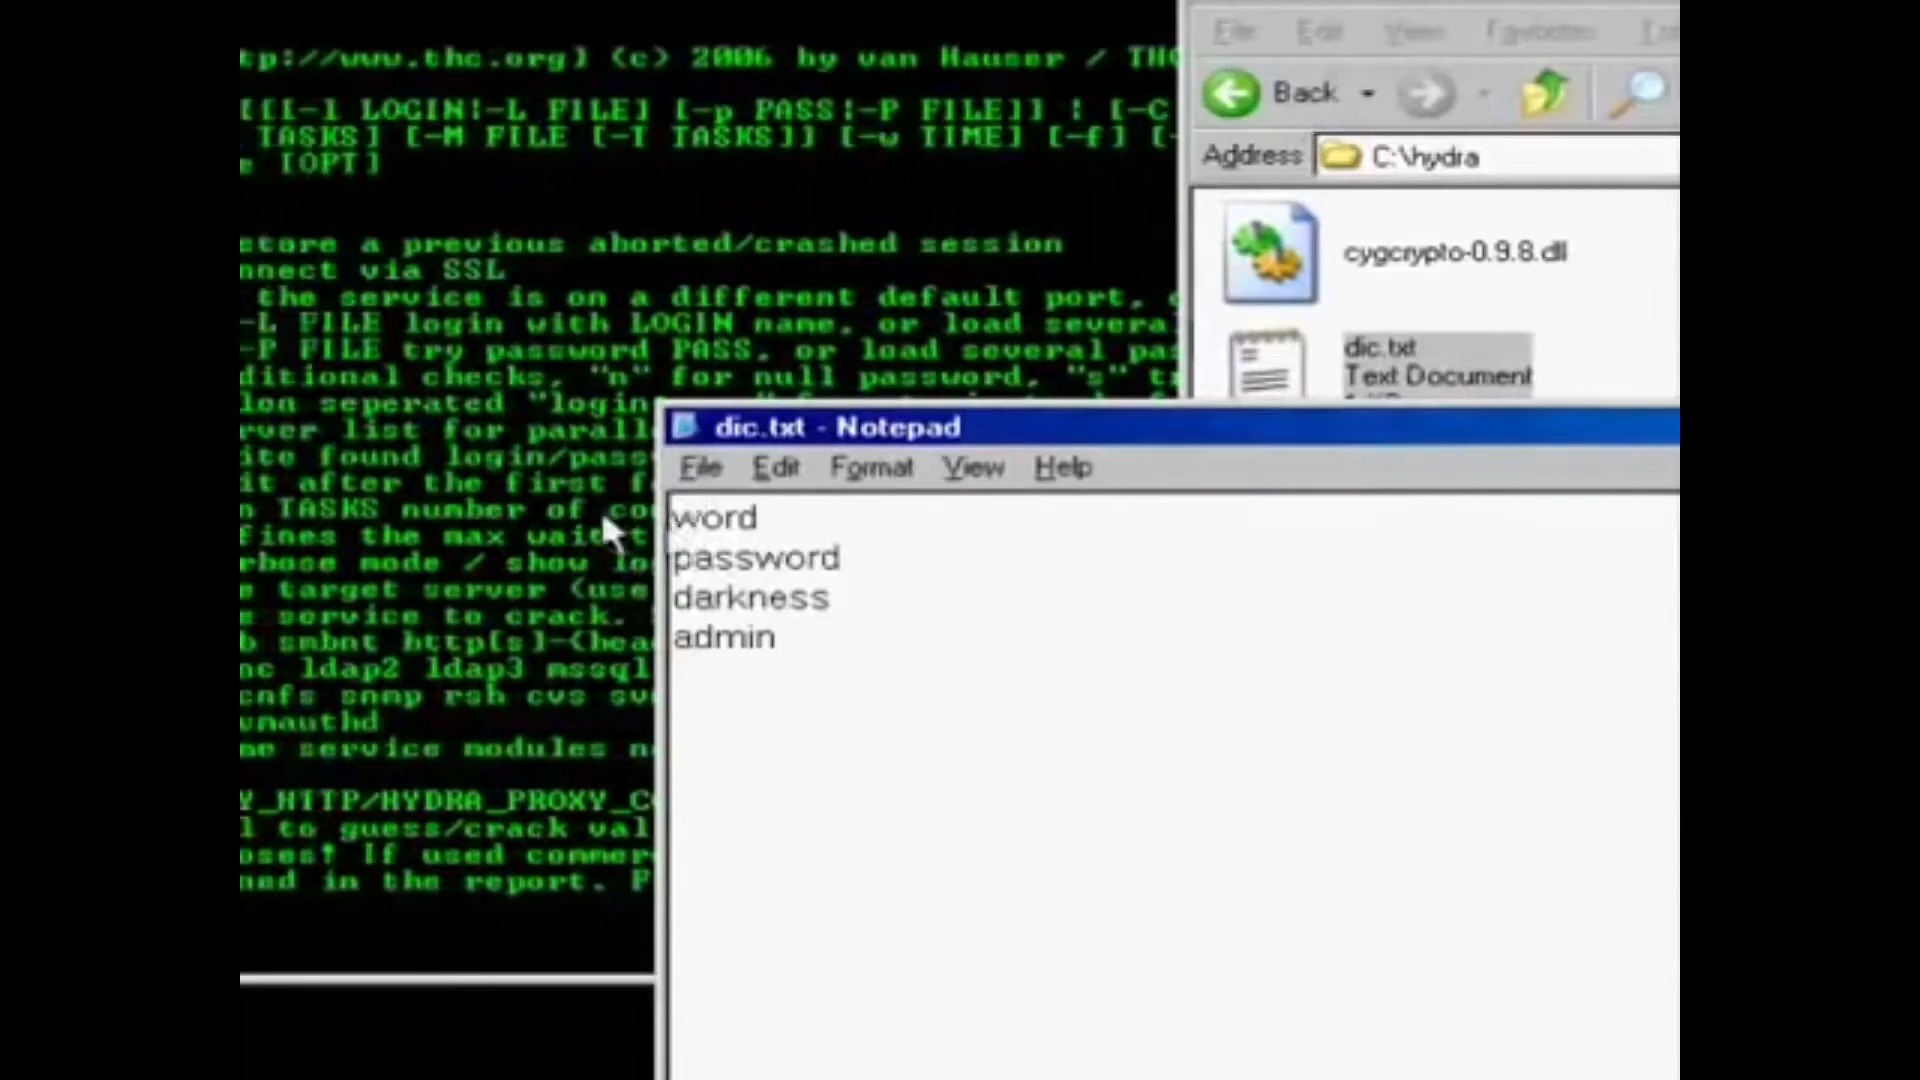 tp://www.thc.org) (c) 2006 by van Hauser / THC
[[[-l LOGIN|-L FILE] [-p PASS|-P FILE]] | [-C
TASKS] [-M FILE [-T TASKS]] [-w TIME] [-f] [-
e [OPT]
store a previous aborted/crashed session
nnect via SSL
the service is on a different default port,
-L FILE login with LOGIN name, or load severa
-P FILE try password PASS, or load several pas
ditional checks, "n" for null password, "s" t
lon seperated "login
rver list for parall
ite found login/pass
it after the first f
n TASKS number of co
fines the max wait t
rbose mode / show lo
e target server (use
e service to crack.
b smbnt http[s]-{hea
nc ldap2 ldap3 mssql
cnfs snmp rsh cvs sv
vmauthd
me service modules n
Y_HTTP/HYDRA_PROXY_CO
l to guess/crack val
oses! If used commer
ned in the report. P
File Edit View Favorites
Back
Address C:\hydra
cygcrypto-0.9.8.dll
dic.txt
Text Document
dic.txt - Notepad
File Edit Format View Help
word
password
darkness
admin